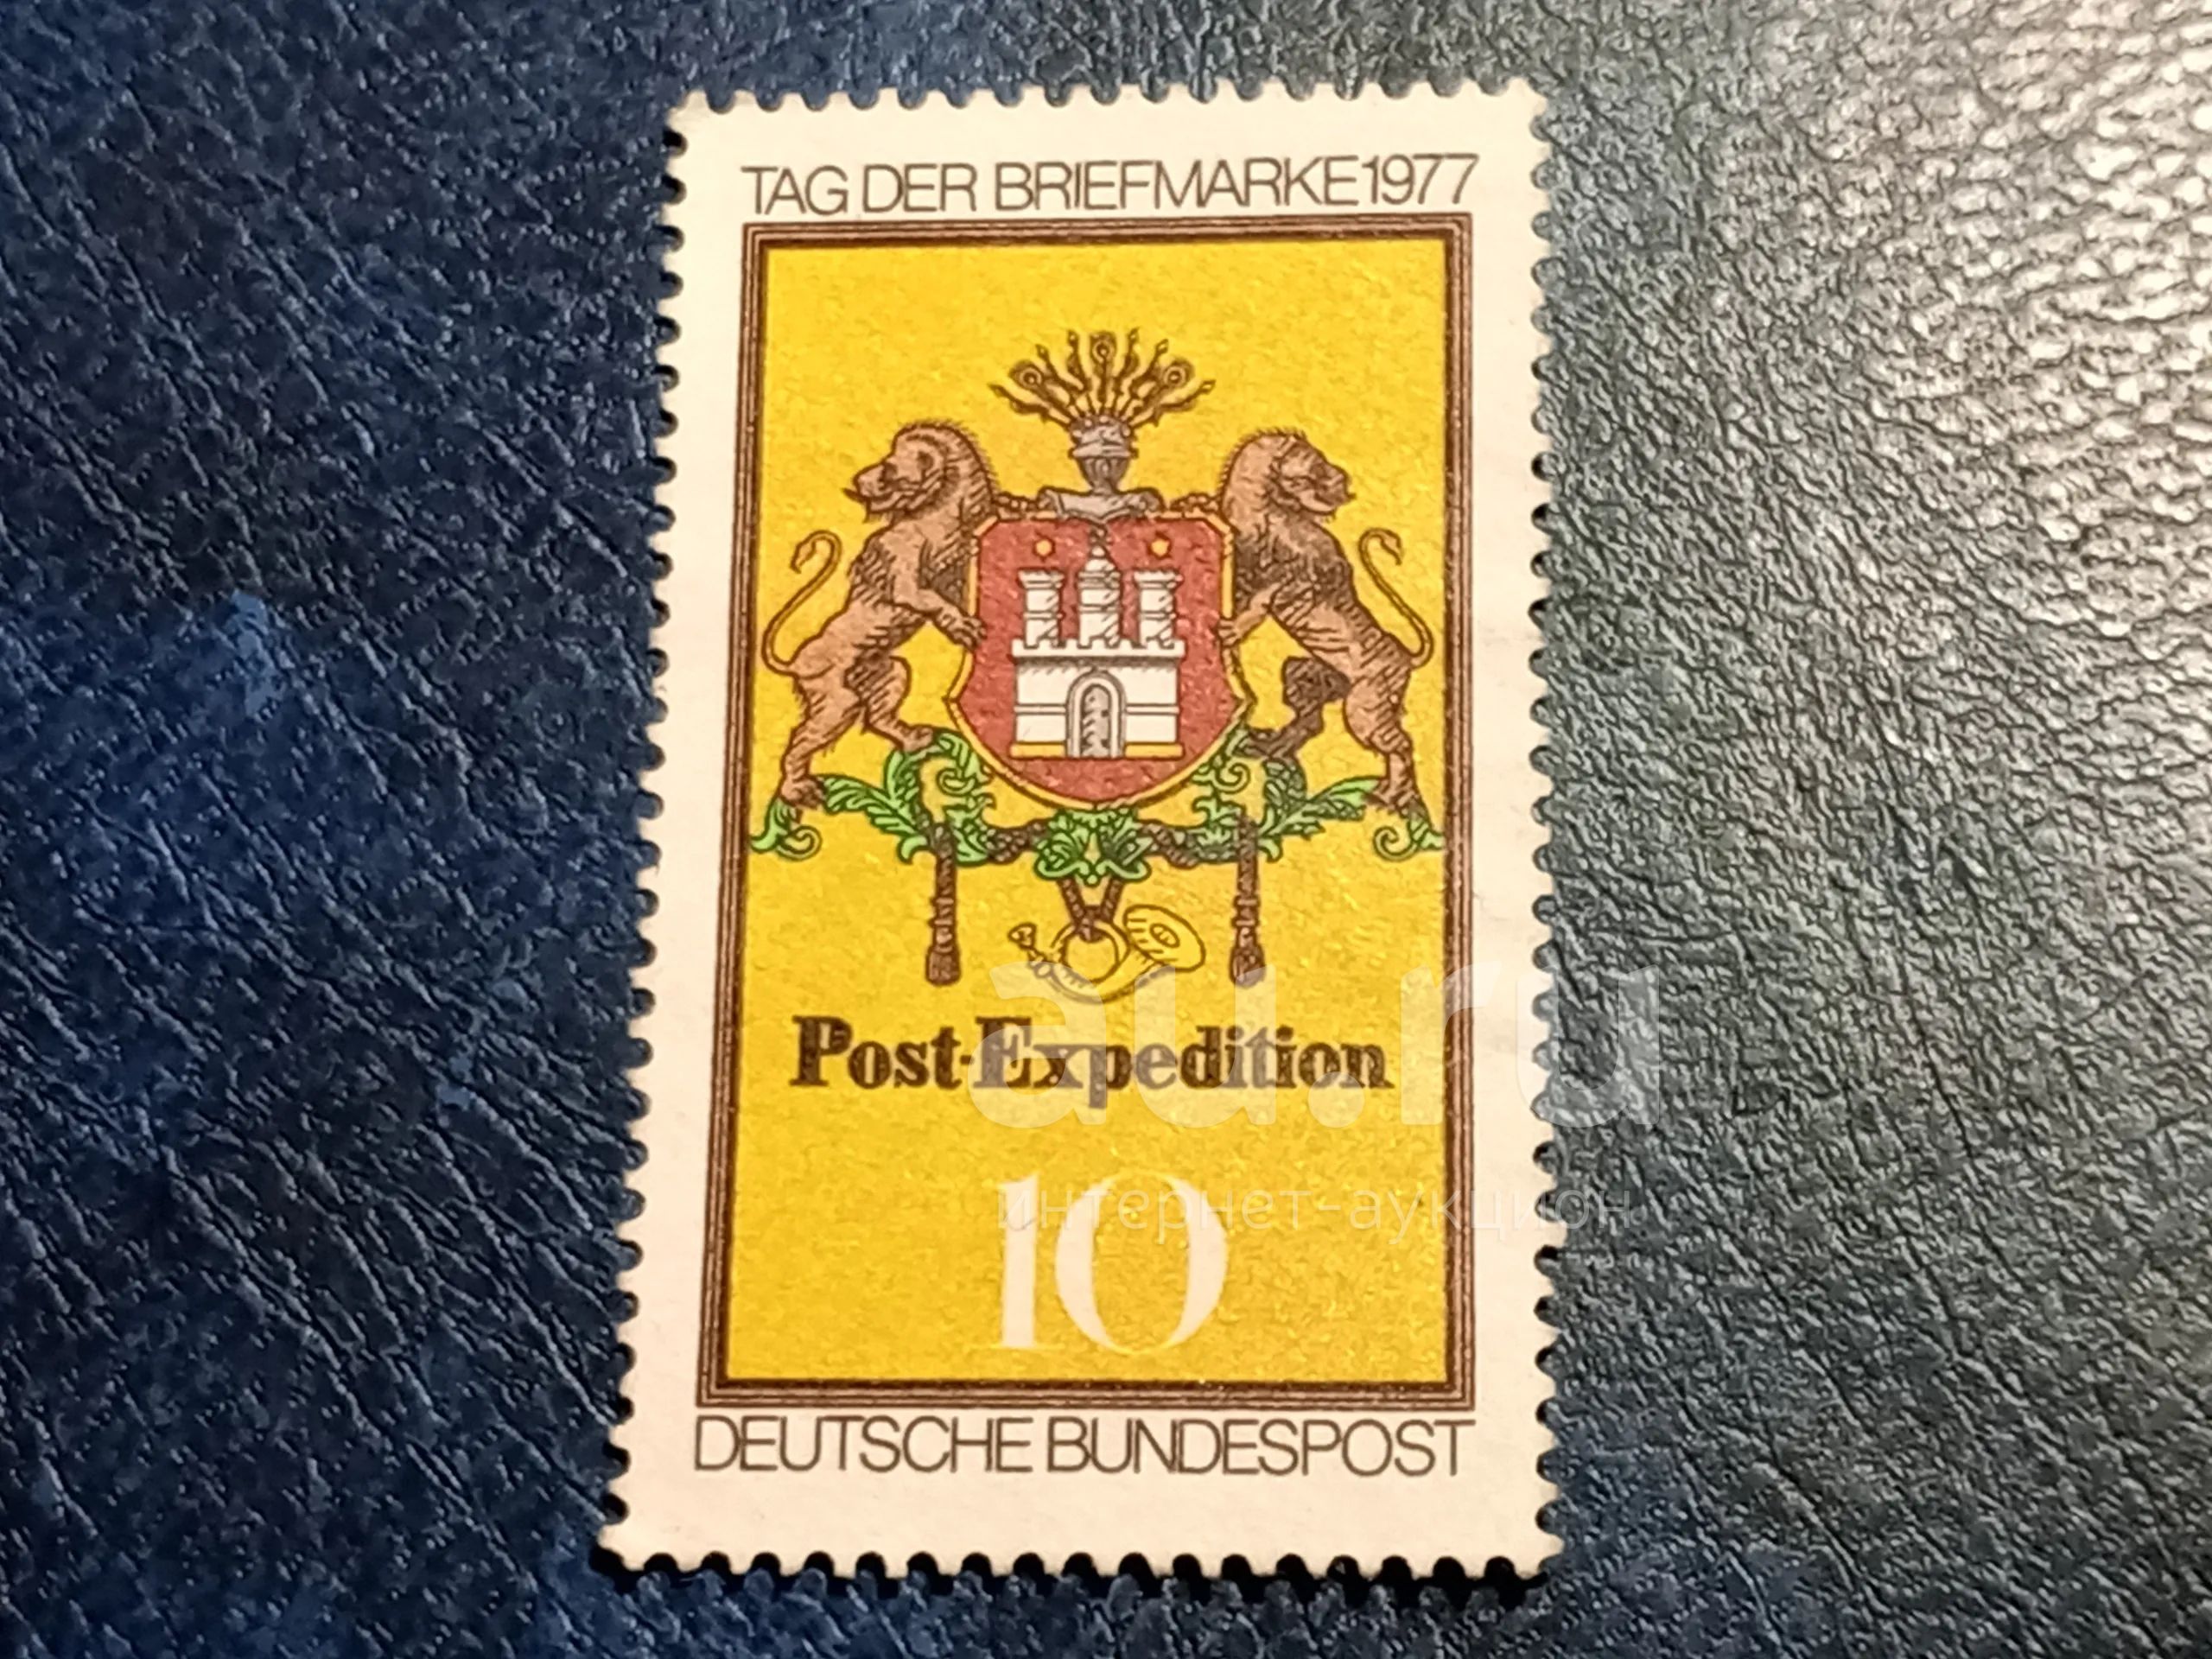 TAG DER BRIEFMARKE 1977
Post-Expedition
au.ru
10
интернет-аукцион
DEUTSCHE BUNDESPOST